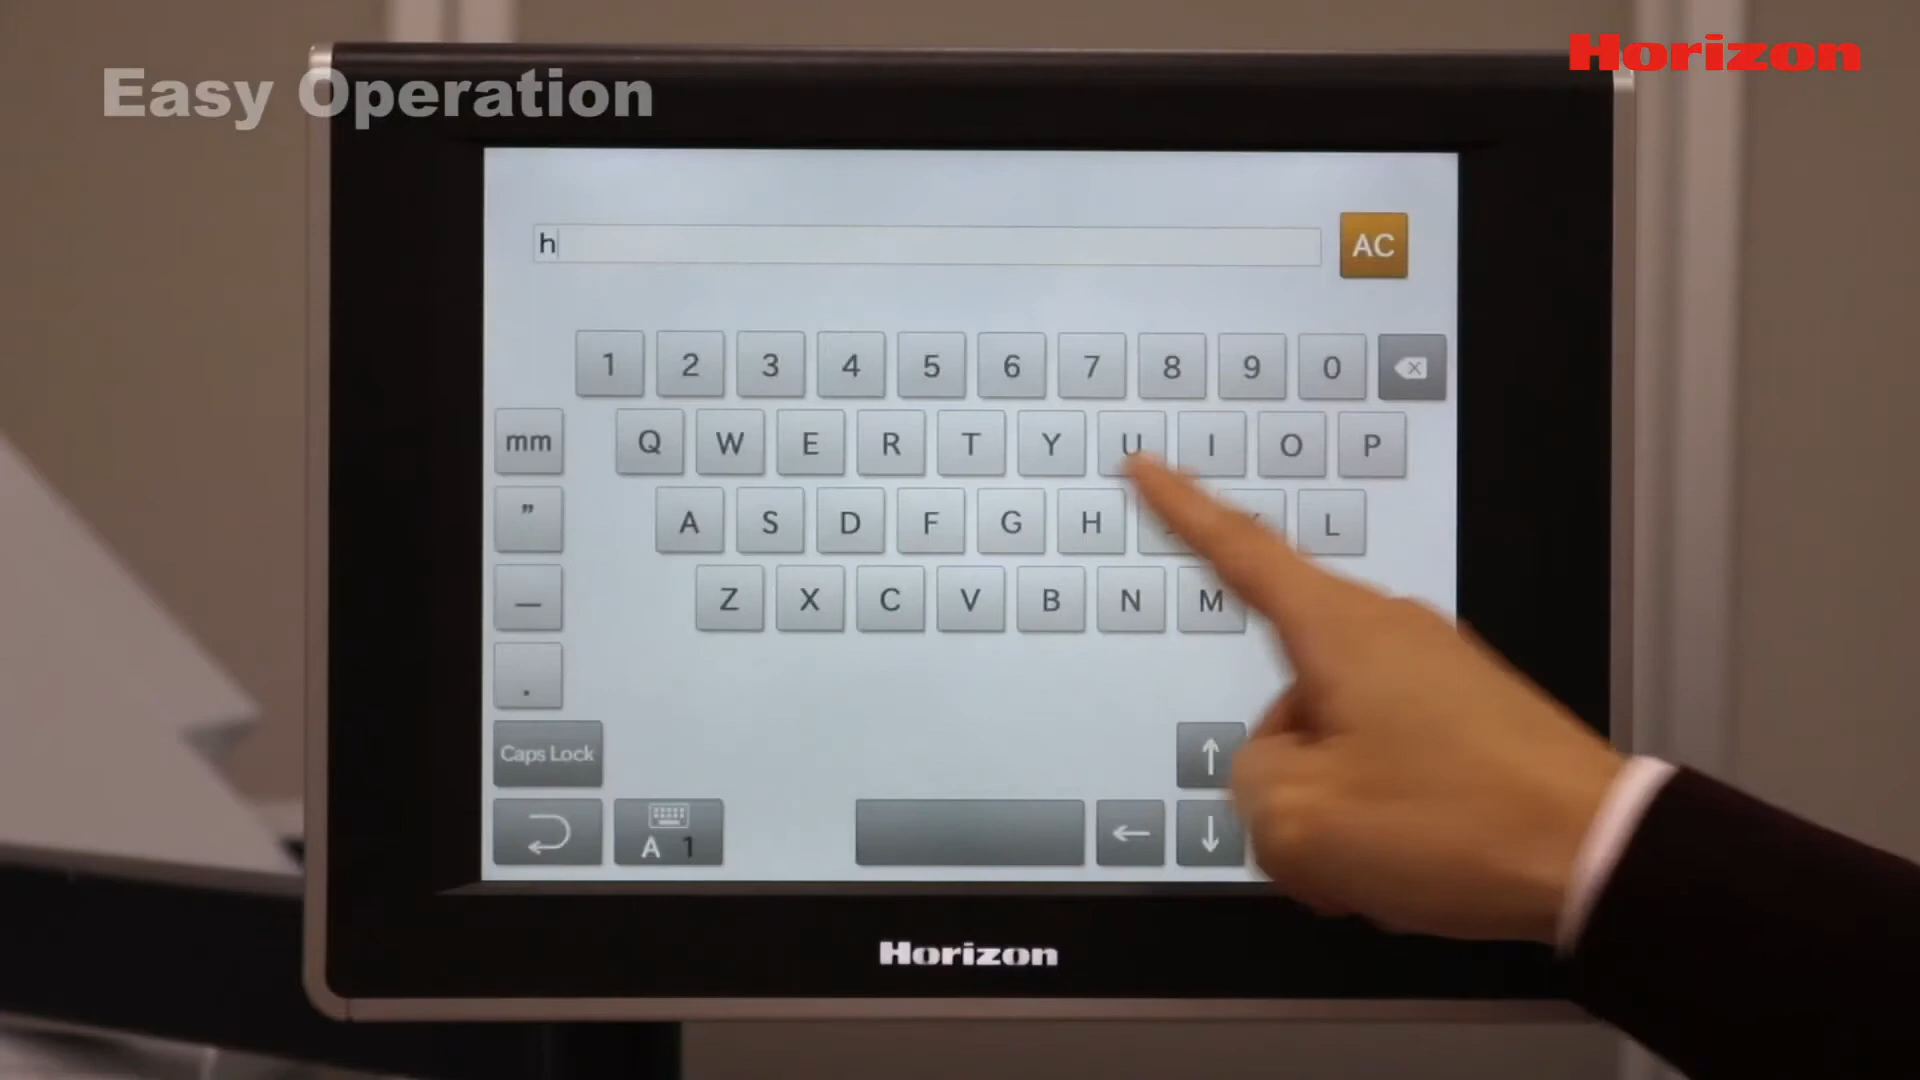 Easy Operation
Horizon
h
AC
1 2 3 4 5 6 7 8 9 0
mm Q W E R T Y U I O P
” A S D F G H L
— Z X C V B N M
.
Caps Lock
A 1
Horizon